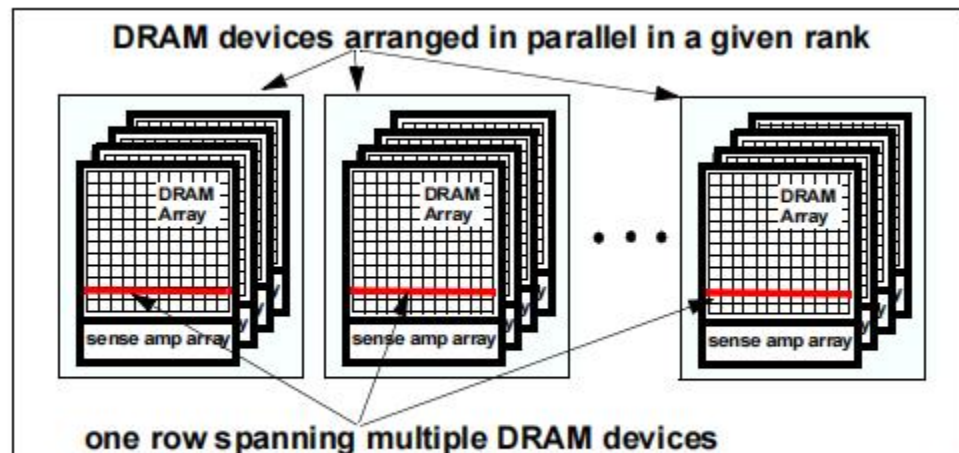 DRAM devices arranged in parallel in a given rank
DRAM
Array
DRAM
Array
DRAM
Array
y
y
y
sense amp array
sense amp array
sense amp array
one row spanning multiple DRAM devices